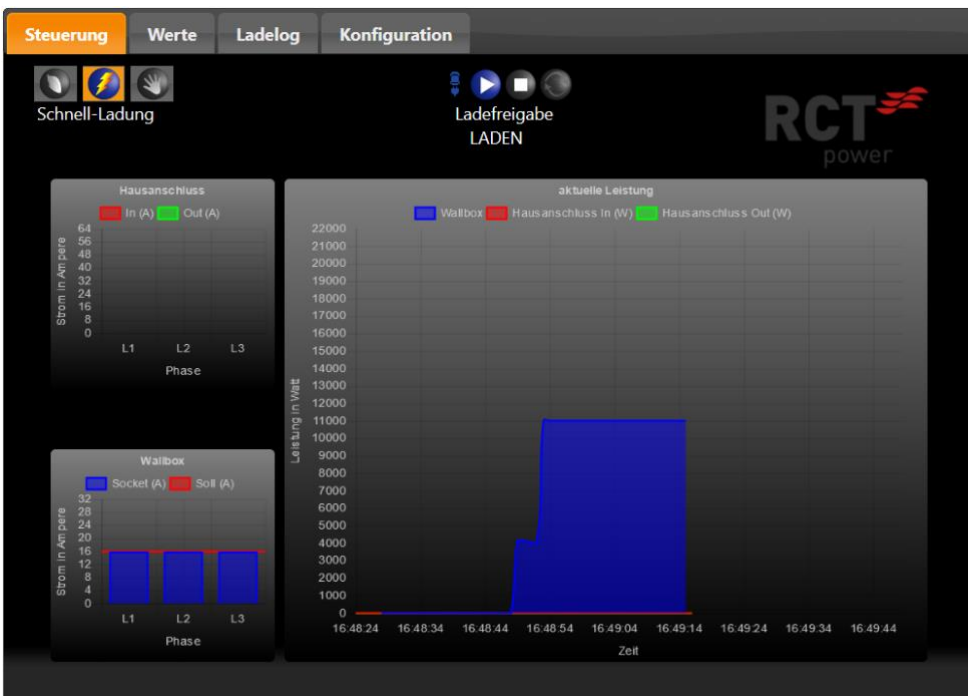 Steuerung Werte Ladelog Konfiguration
Schnell-Ladung
Ladefreigabe
LADEN
RCT
power
Hausanschluss
In (A) Out (A)
64
56
48
40
32
24
16
8
0
Strom in Ampere
L1 L2 L3
Phase
Wallbox
Socket (A) Soll (A)
32
28
24
20
16
12
8
4
0
Strom in Ampere
L1 L2 L3
Phase
aktuelle Leistung
Wallbox Hausanschluss In (W) Hausanschluss Out (W)
22000
21000
20000
19000
18000
17000
16000
15000
14000
13000
12000
11000
10000
9000
8000
7000
6000
5000
4000
3000
2000
1000
0
Leistung in Watt
16:48:24 16:48:34 16:48:44 16:48:54 16:49:04 16:49:14 16:49:24 16:49:34 16:49:44
Zeit